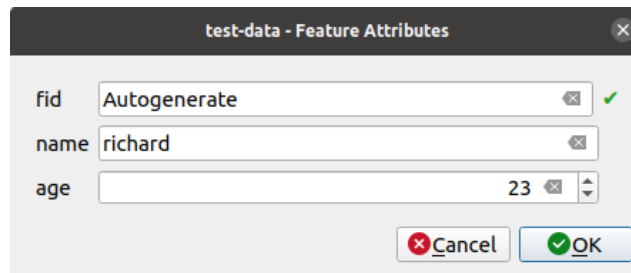 test-data - Feature Attributes
fid Autogenerate
name richard
age 23
Cancel OK